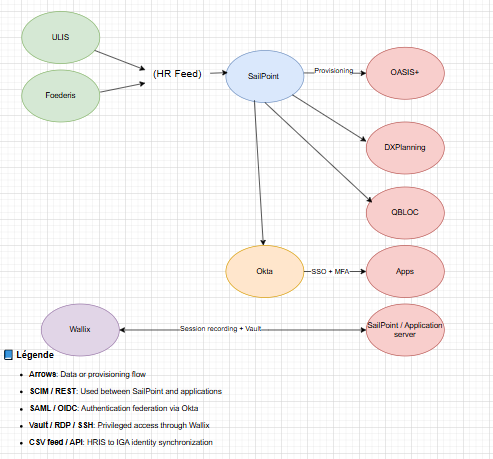 ULIS
Foederis
(HR Feed)
SailPoint
Provisioning
OASIS+
DXPlanning
QBLOC
Okta
SSO + MFA
Apps
Wallix
Session recording + Vault
SailPoint / Application
server
Légende
Arrows: Data or provisioning flow
SCIM / REST: Used between SailPoint and applications
SAML / OIDC: Authentication federation via Okta
Vault / RDP / SSH: Privileged access through Wallix
CSV feed / API: HRIS to IGA identity synchronization